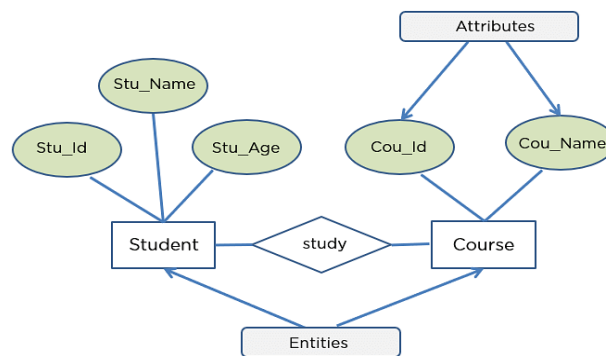 Attributes
Stu_Name
Stu_Id
Stu_Age
Cou_Id
Cou_Name
Student
study
Course
Entities